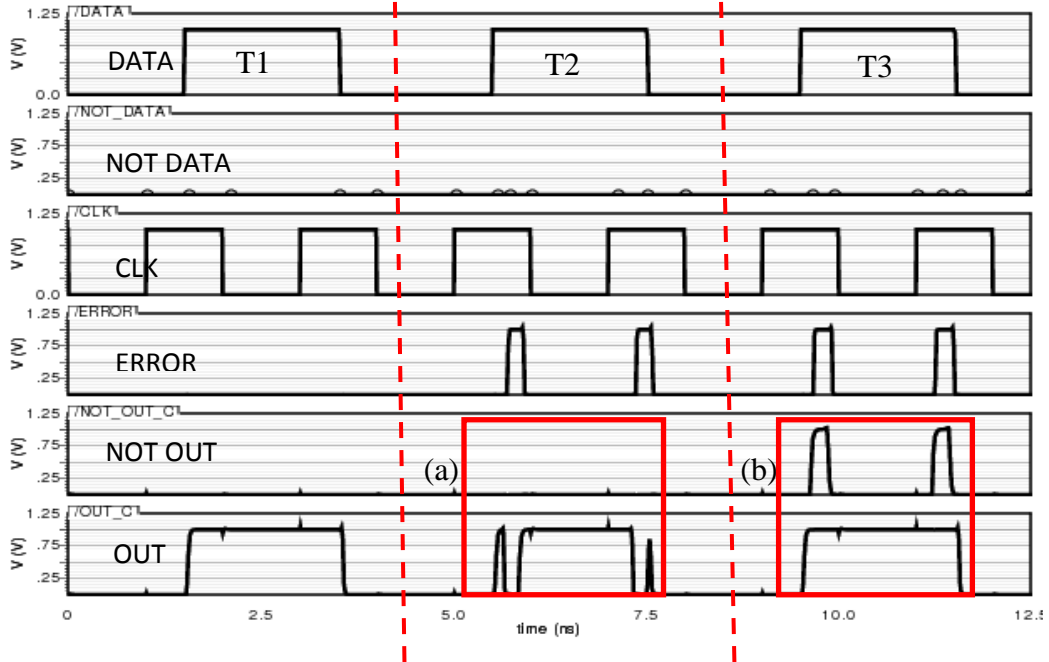 /DATA
1.25
V (V)
0.0
DATA
T1
T2
T3
/NOT_DATA
1.25
.75
.25
V (V)
NOT DATA
/CLK
1.25
V (V)
0.0
CLK
/ERROR
1.25
.75
.25
V (V)
ERROR
/NOT_OUT_C
1.25
.75
.25
V (V)
NOT OUT
(a)
(b)
/OUT_C
1.25
.75
.25
V (V)
OUT
0
2.5
5.0
7.5
10.0
12.5
time (ns)